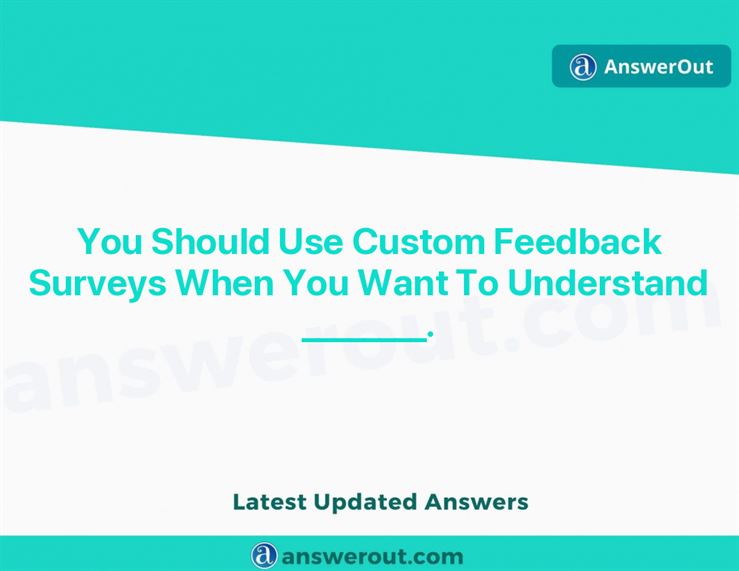 AnswerOut
You Should Use Custom Feedback
Surveys When You Want To Understand
________.
answerout.com
Latest Updated Answers
answerout.com